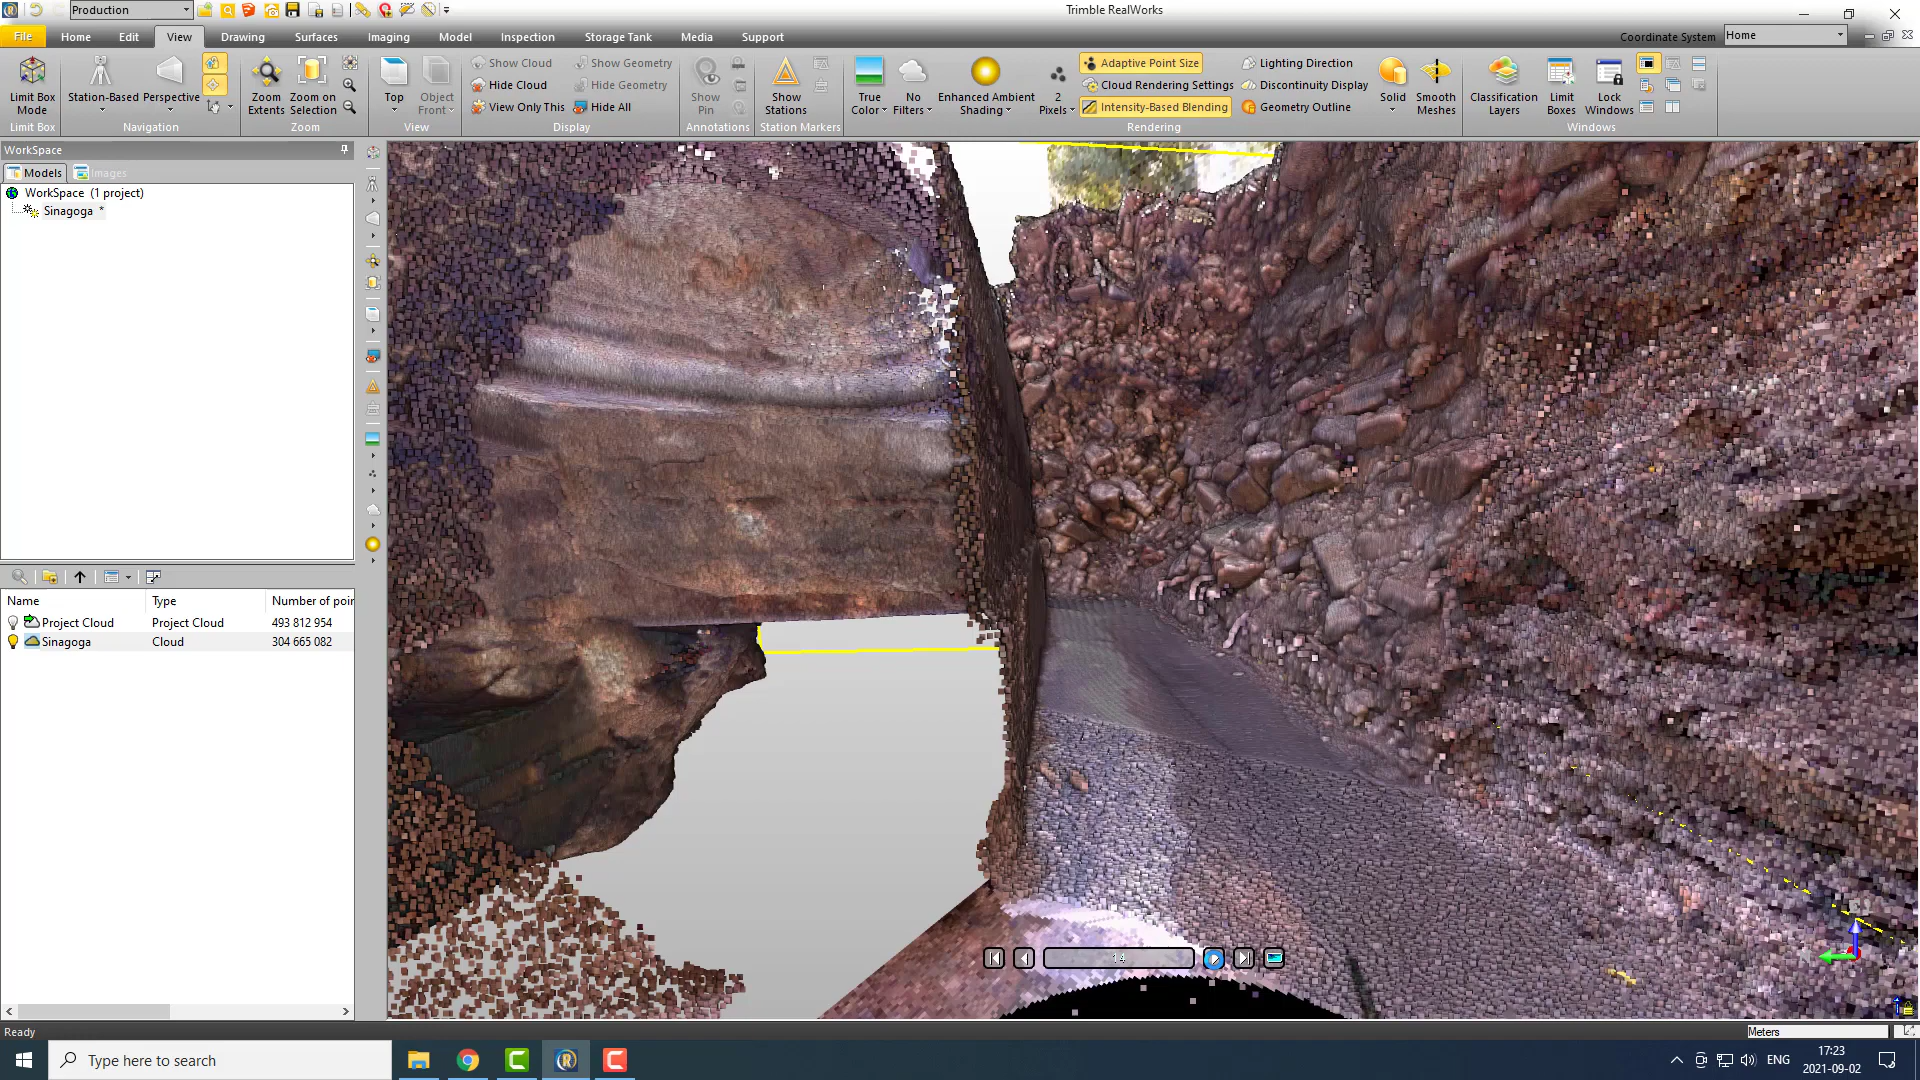 Production
Trimble RealWorks
File Home Edit View Drawing Surfaces Imaging Model Inspection Storage Tank Media Support
Coordinate System Home
Limit Box Mode
Limit Box
Station-Based
Perspective
Navigation
Zoom Extents
Zoom on Selection
Zoom
Top
Object Front
View
Show Cloud
Hide Cloud
View Only This
Show Geometry
Hide Geometry
Hide All
Display
Show Pin
Annotations
Show Stations
Station Markers
True Color
No Filters
Enhanced Ambient Shading
2 Pixels
Adaptive Point Size
Cloud Rendering Settings
Intensity-Based Blending
Lighting Direction
Discontinuity Display
Geometry Outline
Solid
Smooth Meshes
Rendering
Classification Layers
Limit Boxes
Lock Windows
Windows
WorkSpace
Models Images
WorkSpace (1 project)
Sinagoga *
Name Type Number of poin
Project Cloud Project Cloud 493 812 954
Sinagoga Cloud 304 665 082
14
Ready
Meters
Type here to search
ENG
17:23
2021-09-02